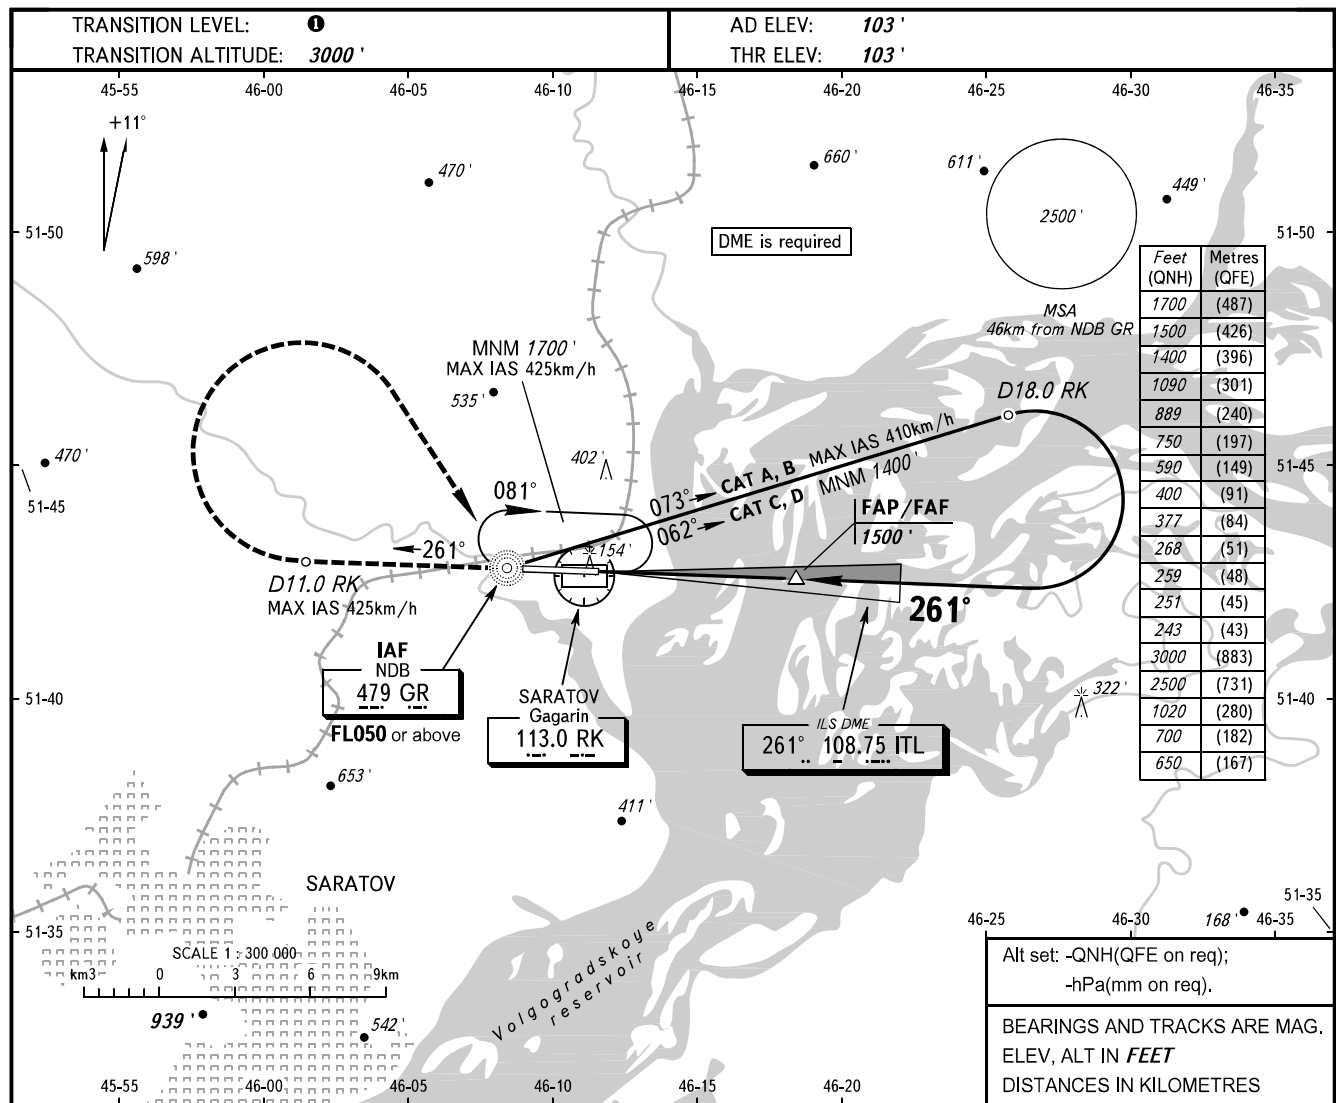 TRANSITION LEVEL: ❶
TRANSITION ALTITUDE: 3000 '
AD ELEV: 103 '
THR ELEV: 103 '
45-55 46-00 46-05 46-10 46-15 46-20 46-25 46-30 46-35
+11°
470 '
660 '
611 '
449 '
2500 '
51-50
51-50
DME is required
598 '
MSA
46km from NDB GR
Feet (QNH) Metres (QFE)
1700 (487)
1500 (426)
1400 (396)
1090 (301)
889 (240)
750 (197)
590 (149)
400 (91)
377 (84)
268 (51)
259 (48)
251 (45)
243 (43)
3000 (883)
2500 (731)
1020 (280)
700 (182)
650 (167)
MNM 1700 '
MAX IAS 425km/h
535 '
D18.0 RK
470 '
51-45
402 '
51-45
081°
073° CAT A, B MAX IAS 410km/h
062° CAT C, D MNM 1400 '
FAP/FAF
1500 '
261°
154 '
D11.0 RK
MAX IAS 425km/h
261°
IAF
NDB
479 GR
FL050 or above
SARATOV
Gagarin
113.0 RK
ILS DME
261° 108.75 ITL
322 '
51-40
51-40
653 '
411 '
SARATOV
51-35
46-25 46-30 168 ' 46-35
51-35
SCALE 1 : 300 000
km3 0 3 6 9km
939 '
542 '
Volgogradskoye
reservoir
Alt set: -QNH(QFE on req);
-hPa(mm on req).
BEARINGS AND TRACKS ARE MAG.
ELEV, ALT IN FEET
DISTANCES IN KILOMETRES
45-55 46-00 46-05 46-10 46-15 46-20